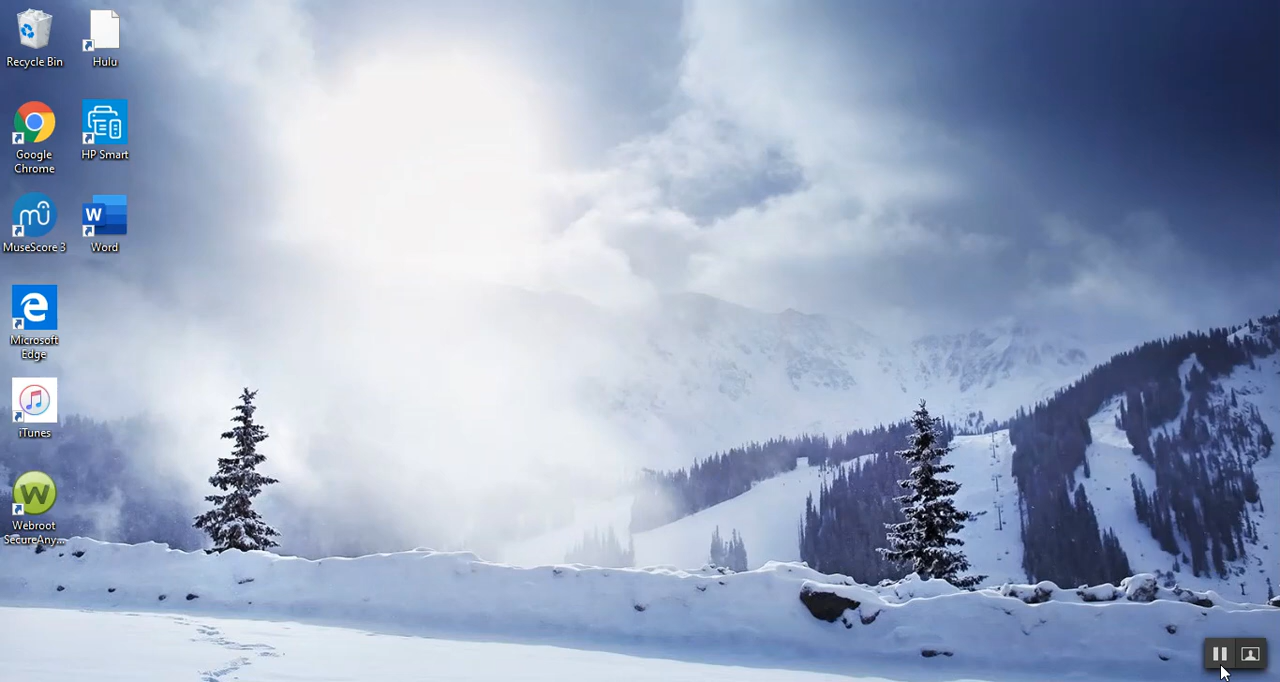 Recycle Bin
Hulu
Google
Chrome
HP Smart
MuseScore 3
W
Word
Microsoft
Edge
iTunes
W
Webroot
SecureAny...